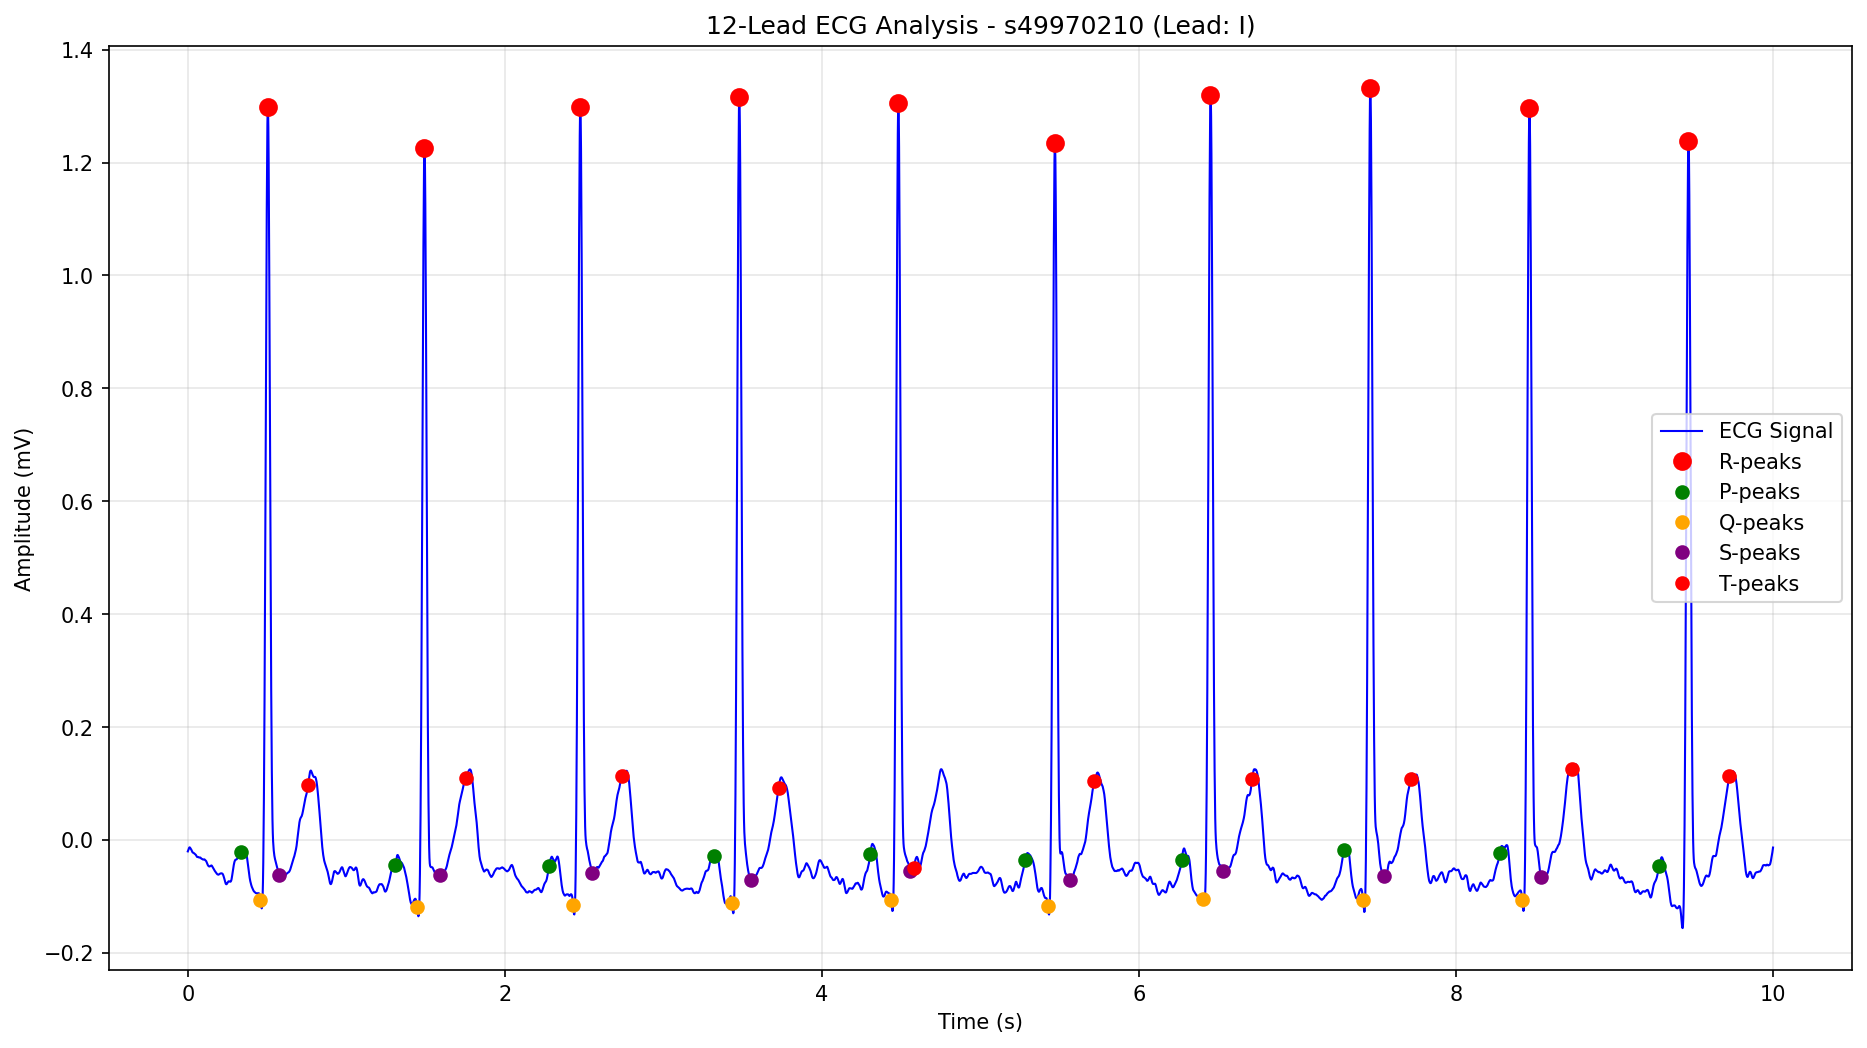 12-Lead ECG Analysis - s49970210 (Lead: I)
Amplitude (mV)
1.4
1.2
1.0
0.8
0.6
0.4
0.2
0.0
−0.2
ECG Signal
R-peaks
P-peaks
Q-peaks
S-peaks
T-peaks
0 2 4 6 8 10
Time (s)